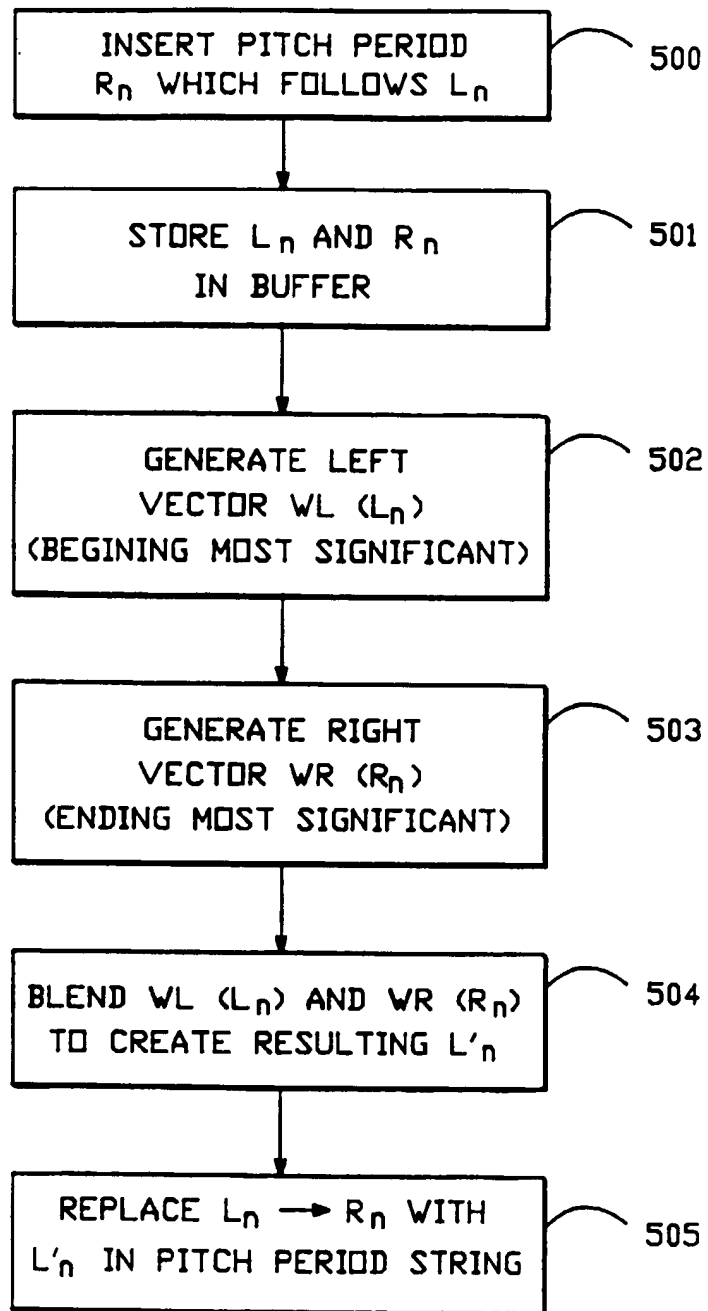 INSERT PITCH PERIOD
Rn WHICH FOLLOWS Ln
500
STORE Ln AND Rn
IN BUFFER
501
GENERATE LEFT
VECTOR WL (Ln)
(BEGINING MOST SIGNIFICANT)
502
GENERATE RIGHT
VECTOR WR (Rn)
(ENDING MOST SIGNIFICANT)
503
BLEND WL (Ln) AND WR (Rn)
TO CREATE RESULTING L'n
504
REPLACE Ln → Rn WITH
L'n IN PITCH PERIOD STRING
505